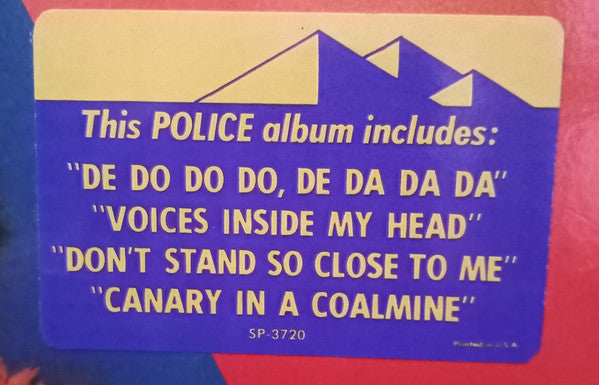 This POLICE album includes:
"DE DO DO DO, DE DA DA DA"
"VOICES INSIDE MY HEAD"
"DON'T STAND SO CLOSE TO ME"
"CANARY IN A COALMINE"
SP-3720
Printed in U.S.A.